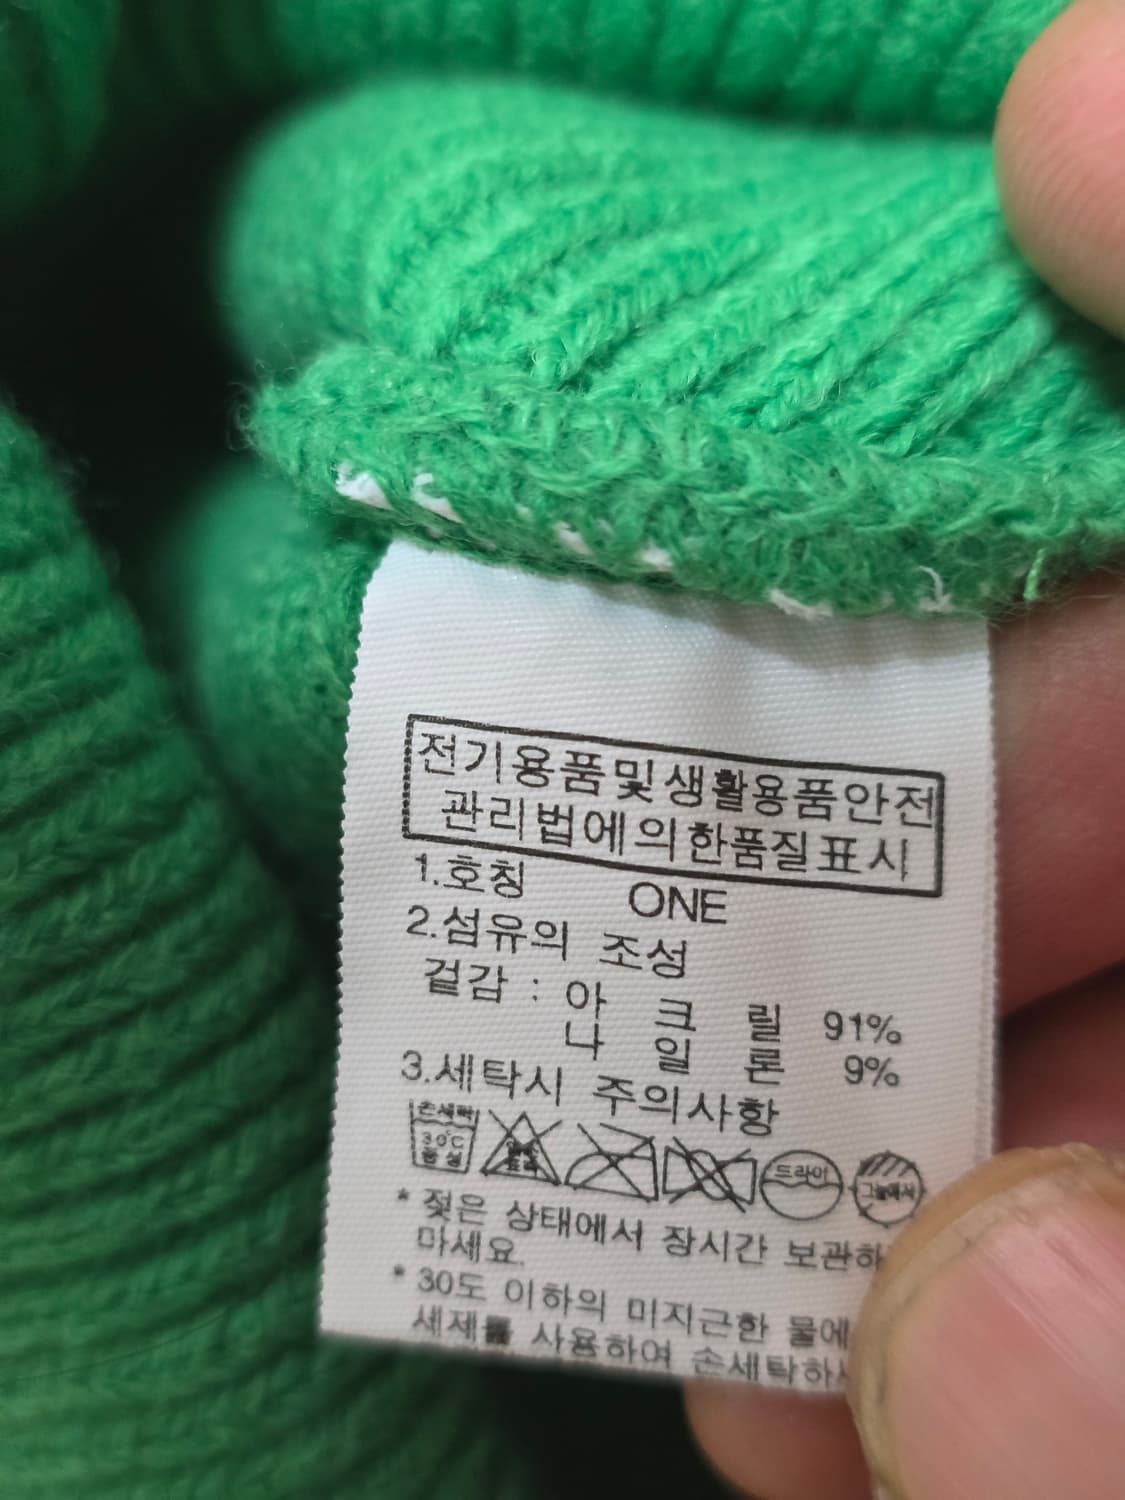 전기용품및생활용품안전
관리법에의한품질표시
1.호칭 ONE
2.섬유의 조성
겉감 : 아 크 릴 91%
나 일 론 9%
3.세탁시 주의사항
손세탁
30℃
중성
드라이
그늘에서
* 젖은 상태에서 장시간 보관하
마세요.
* 30도 이하의 미지근한 물에
세제를 사용하여 손세탁하